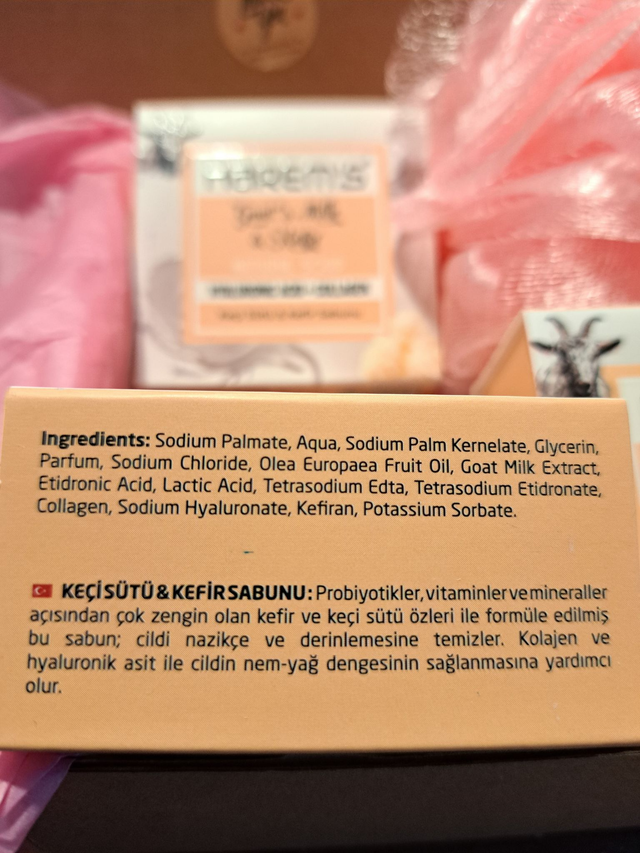 HAREM'S
Ingredients: Sodium Palmate, Aqua, Sodium Palm Kernelate, Glycerin,
Parfum, Sodium Chloride, Olea Europaea Fruit Oil, Goat Milk Extract,
Etidronic Acid, Lactic Acid, Tetrasodium Edta, Tetrasodium Etidronate,
Collagen, Sodium Hyaluronate, Kefiran, Potassium Sorbate.
KEÇİ SÜTÜ & KEFİR SABUNU: Probiyotikler, vitaminler ve mineraller
açısından çok zengin olan kefir ve keçi sütü özleri ile formüle edilmiş
bu sabun; cildi nazikçe ve derinlemesine temizler. Kolajen ve
hyaluronik asit ile cildin nem-yağ dengesinin sağlanmasına yardımcı
olur.